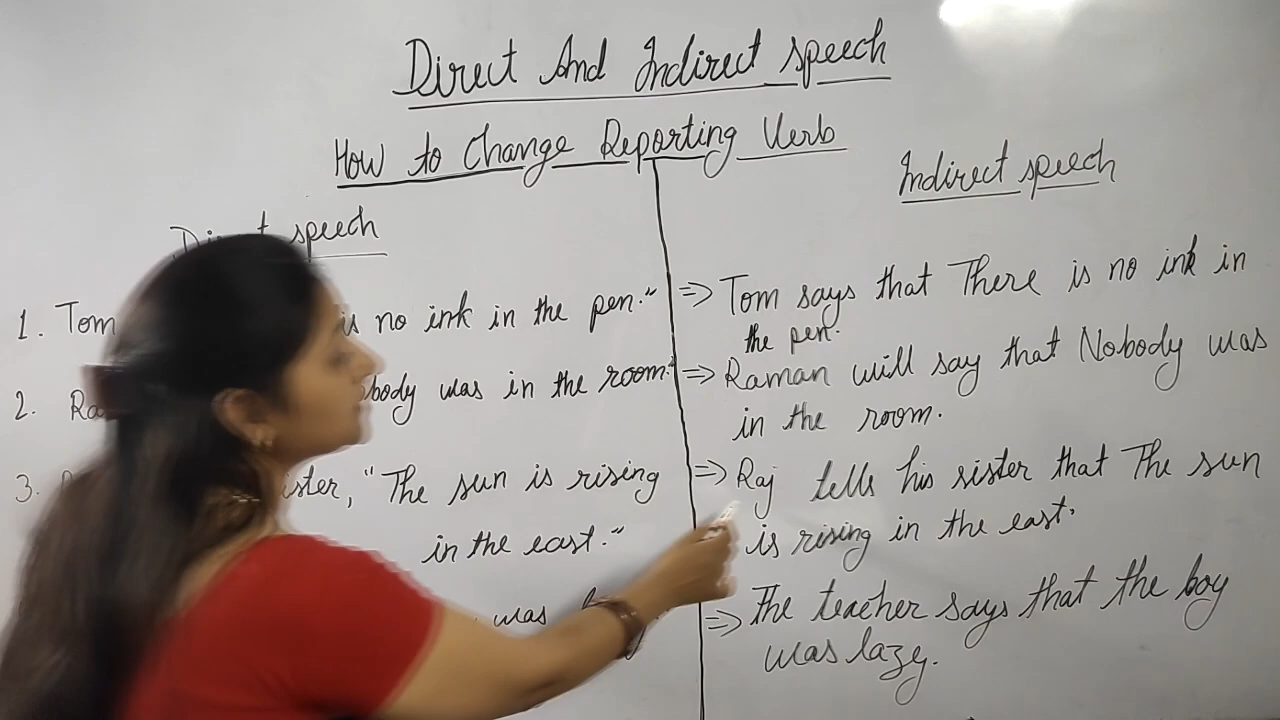 Direct And Indirect speech
How to Change Reporting Verb
Direct speech
1. Tom is no ink in the pen."
2. Ra body was in the room."
3. ister, "The sun is rising
in the east."
was
Indirect speech
=> Tom says that There is no ink in
the pen.
=> Raman will say that Nobody was
in the room.
=> Raj tells his sister that The sun
is rising in the east.
=> The teacher says that the boy
was lazy.